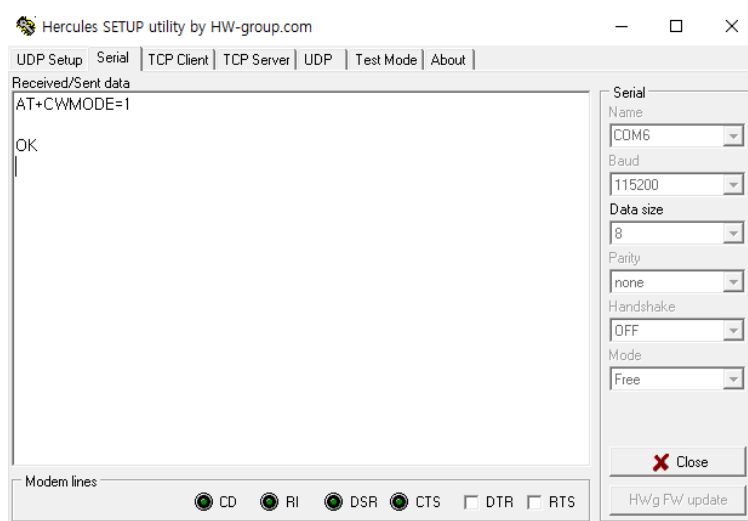 Hercules SETUP utility by HW-group.com
UDP Setup Serial TCP Client TCP Server UDP Test Mode About
Received/Sent data
AT+CWMODE=1
OK
Serial
Name
COM6
Baud
115200
Data size
8
Parity
none
Handshake
OFF
Mode
Free
Close
HWg FW update
Modem lines
CD RI DSR CTS DTR RTS